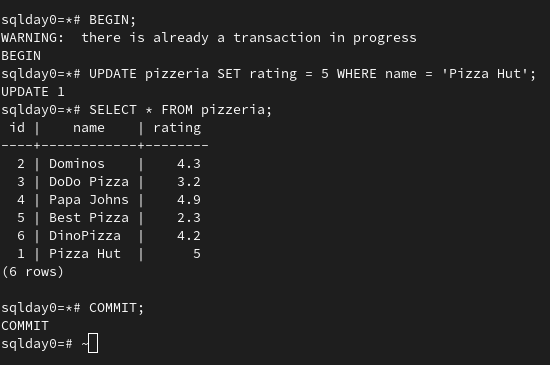 sqlday0=*# BEGIN;
WARNING:  there is already a transaction in progress
BEGIN
sqlday0=*# UPDATE pizzeria SET rating = 5 WHERE name = 'Pizza Hut';
UPDATE 1
sqlday0=*# SELECT * FROM pizzeria;
 id |    name    | rating
----+------------+--------
  2 | Dominos    |    4.3
  3 | DoDo Pizza |    3.2
  4 | Papa Johns |    4.9
  5 | Best Pizza |    2.3
  6 | DinoPizza  |    4.2
  1 | Pizza Hut  |      5
(6 rows)

sqlday0=*# COMMIT;
COMMIT
sqlday0=# ~